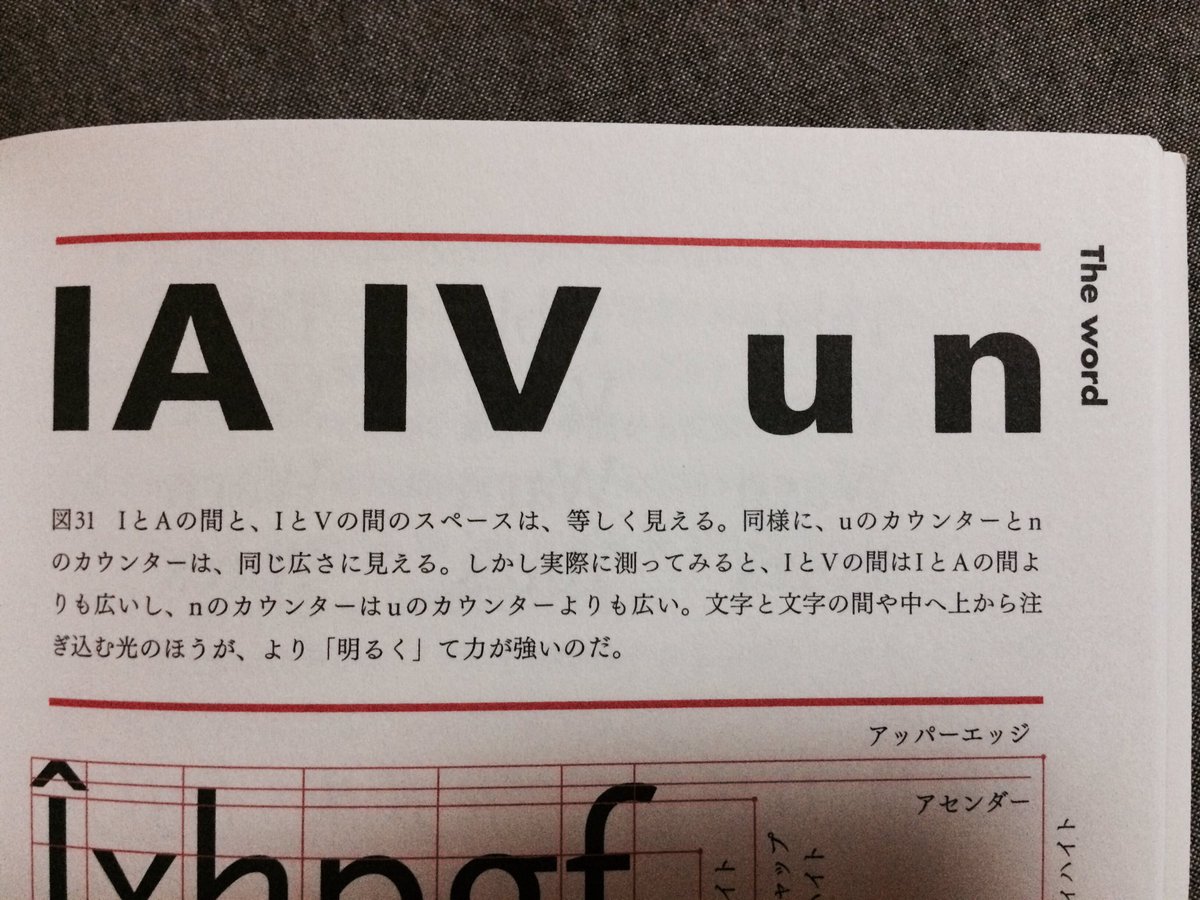 IA IV u n
The word
図31 IとAの間と、IとVの間のスペースは、等しく見える。同様に、uのカウンターとn
のカウンターは、同じ広さに見える。しかし実際に測ってみると、IとVの間はIとAの間よ
りも広いし、nのカウンターはuのカウンターよりも広い。文字と文字の間や中へ上から注
ぎ込む光のほうが、より「明るく」て力が強いのだ。
アッパーエッジ
アセンダー
Îxhpgf